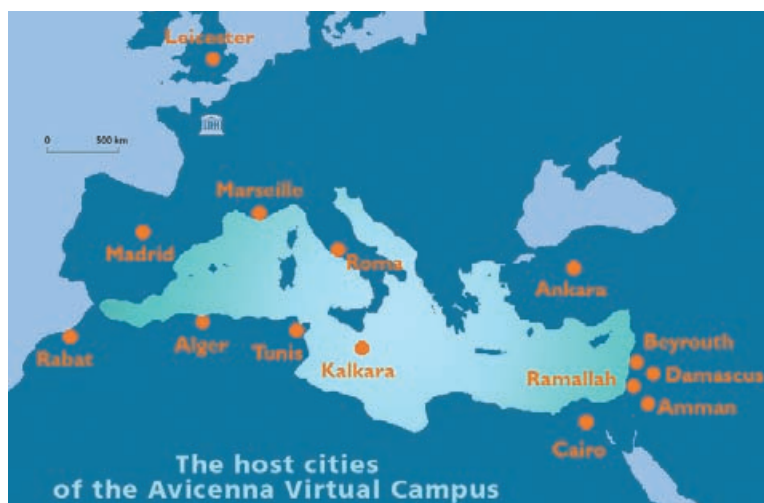 Leicester
0 500 km
Marseille
Madrid
Roma
Ankara
Rabat
Alger
Tunis
Kalkara
Beyrouth
Ramallah
Damascus
Amman
Cairo
The host cities
of the Avicenna Virtual Campus